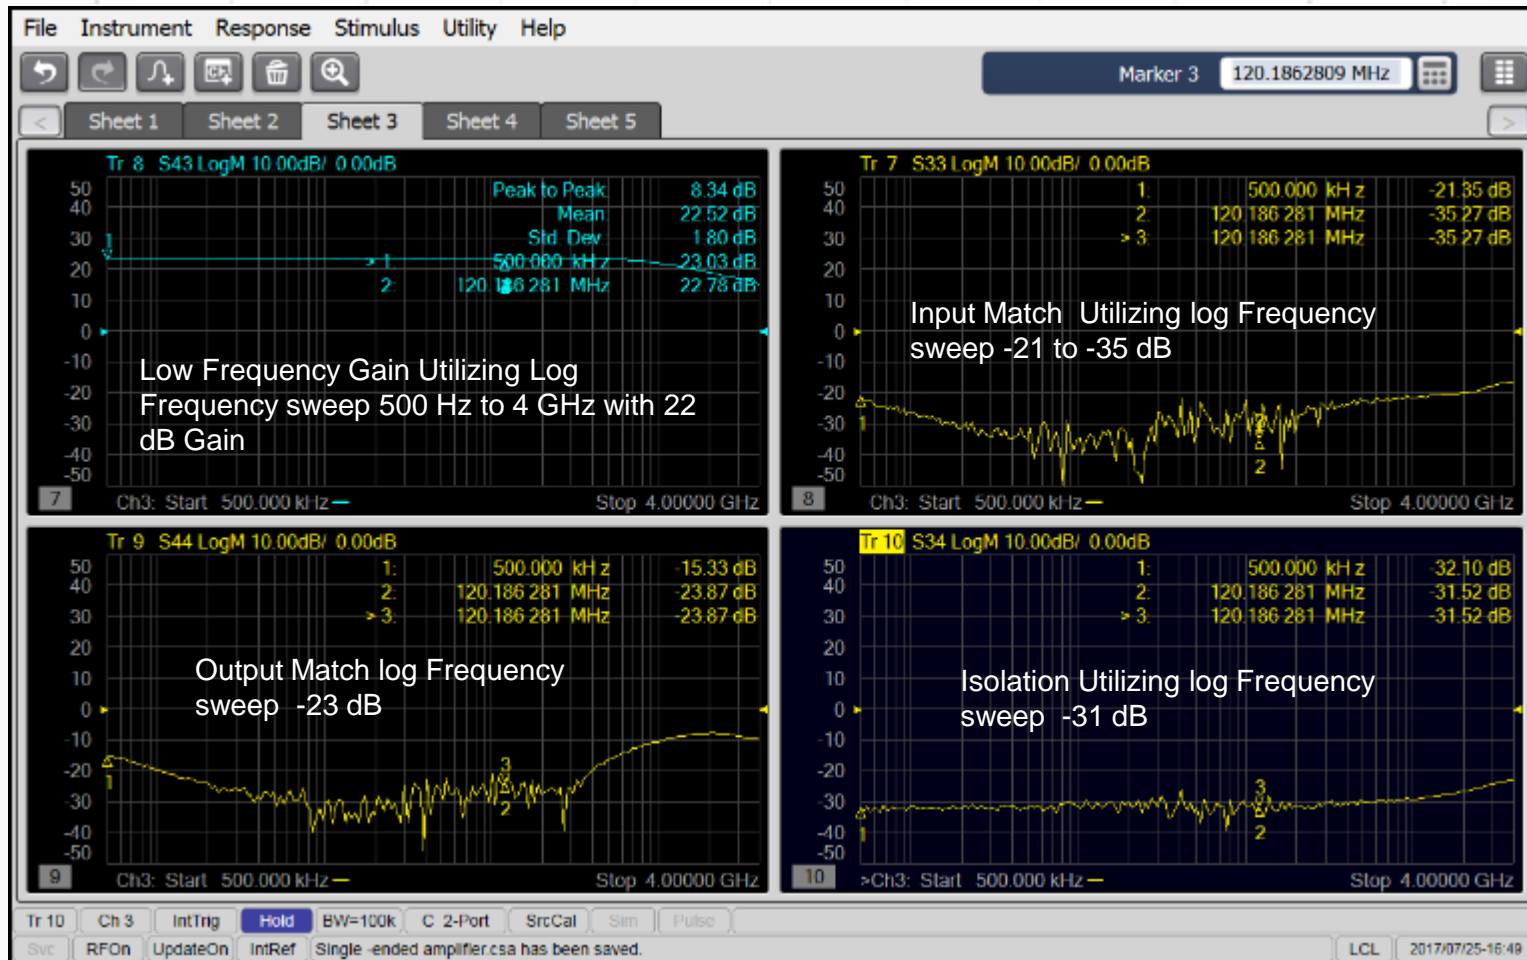 File Instrument Response Stimulus Utility Help
Marker 3 120.1862809 MHz
< Sheet 1 Sheet 2 Sheet 3 Sheet 4 Sheet 5 >
Tr 8 S43 LogM 10.00dB/ 0.00dB
50
40
30
20
10
0
-10
-20
-30
-40
-50
1
Peak to Peak: 8.34 dB
Mean: 22.52 dB
Std. Dev.: 1.80 dB
> 1: 500.000 kHz 23.03 dB
2: 120.186 281 MHz 22.78 dB
Low Frequency Gain Utilizing Log
Frequency sweep 500 Hz to 4 GHz with 22
dB Gain
7 Ch3: Start 500.000 kHz Stop 4.00000 GHz
Tr 7 S33 LogM 10.00dB/ 0.00dB
50
40
30
20
10
0
-10
-20
-30
-40
-50
1: 500.000 kHz -21.35 dB
2: 120.186 281 MHz -35.27 dB
> 3: 120.186 281 MHz -35.27 dB
Input Match Utilizing log Frequency
sweep -21 to -35 dB
1
2
8 Ch3: Start 500.000 kHz Stop 4.00000 GHz
Tr 9 S44 LogM 10.00dB/ 0.00dB
50
40
30
20
10
0
-10
-20
-30
-40
-50
1: 500.000 kHz -15.33 dB
2: 120.186 281 MHz -23.87 dB
> 3: 120.186 281 MHz -23.87 dB
Output Match log Frequency
sweep -23 dB
1
3
2
9 Ch3: Start 500.000 kHz Stop 4.00000 GHz
Tr 10 S34 LogM 10.00dB/ 0.00dB
50
40
30
20
10
0
-10
-20
-30
-40
-50
1: 500.000 kHz -32.10 dB
2: 120.186 281 MHz -31.52 dB
> 3: 120.186 281 MHz -31.52 dB
Isolation Utilizing log Frequency
sweep -31 dB
1
3
2
10 >Ch3: Start 500.000 kHz Stop 4.00000 GHz
Tr 10 Ch 3 IntTrig Hold BW=100k C 2-Port SrcCal Sim Pulse
Svc RFOn UpdateOn IntRef Single -ended amplifier.csa has been saved. LCL 2017/07/25-16:49